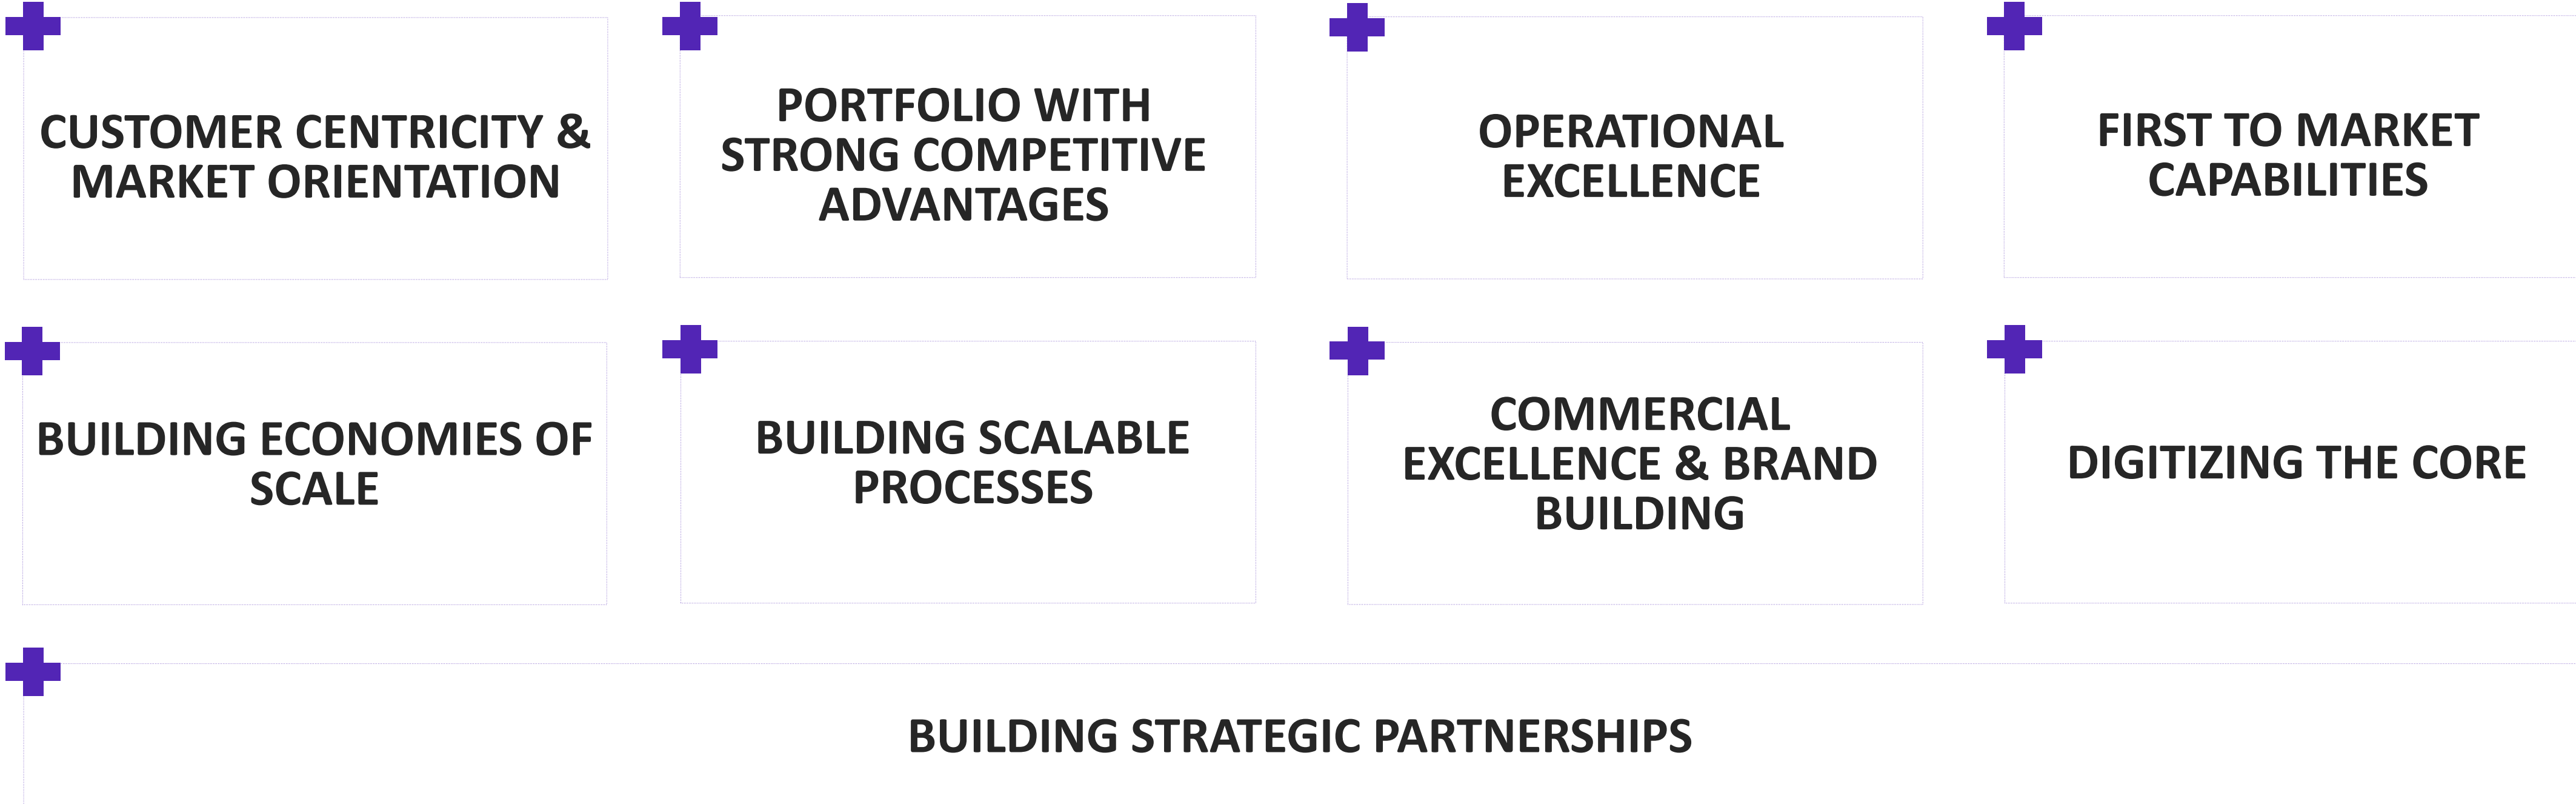 CUSTOMER CENTRICITY &
MARKET ORIENTATION
PORTFOLIO WITH
STRONG COMPETITIVE
ADVANTAGES
OPERATIONAL
EXCELLENCE
FIRST TO MARKET
CAPABILITIES
BUILDING ECONOMIES OF
SCALE
BUILDING SCALABLE
PROCESSES
COMMERCIAL
EXCELLENCE & BRAND
BUILDING
DIGITIZING THE CORE
BUILDING STRATEGIC PARTNERSHIPS